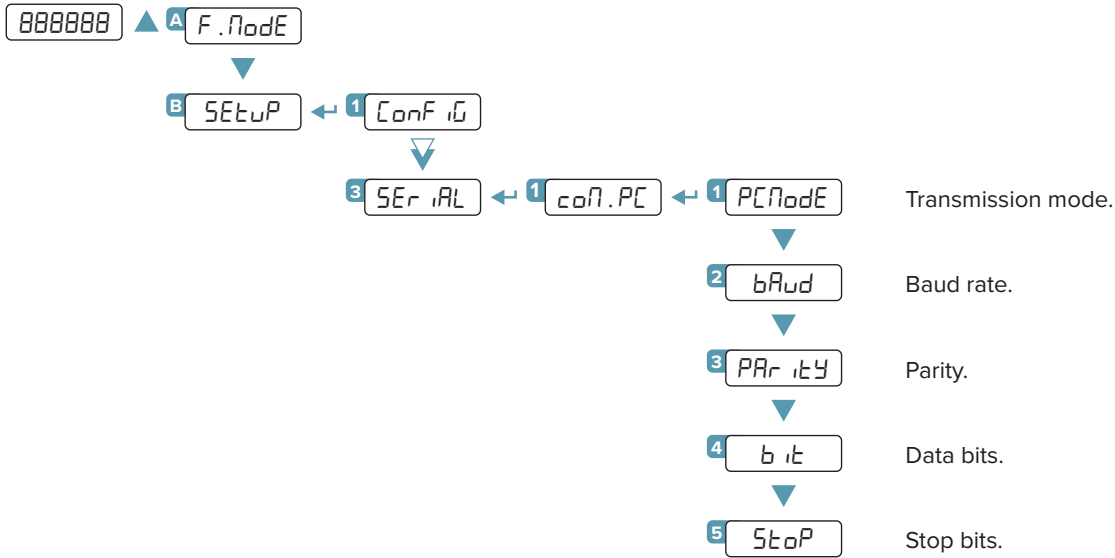 888888 A F.ModE
B SEtuP 1 ConFiG
3 SEriAL 1 coM.PC 1 PCModE Transmission mode.
2 bAud Baud rate.
3 PAritY Parity.
4 bit Data bits.
5 StoP Stop bits.